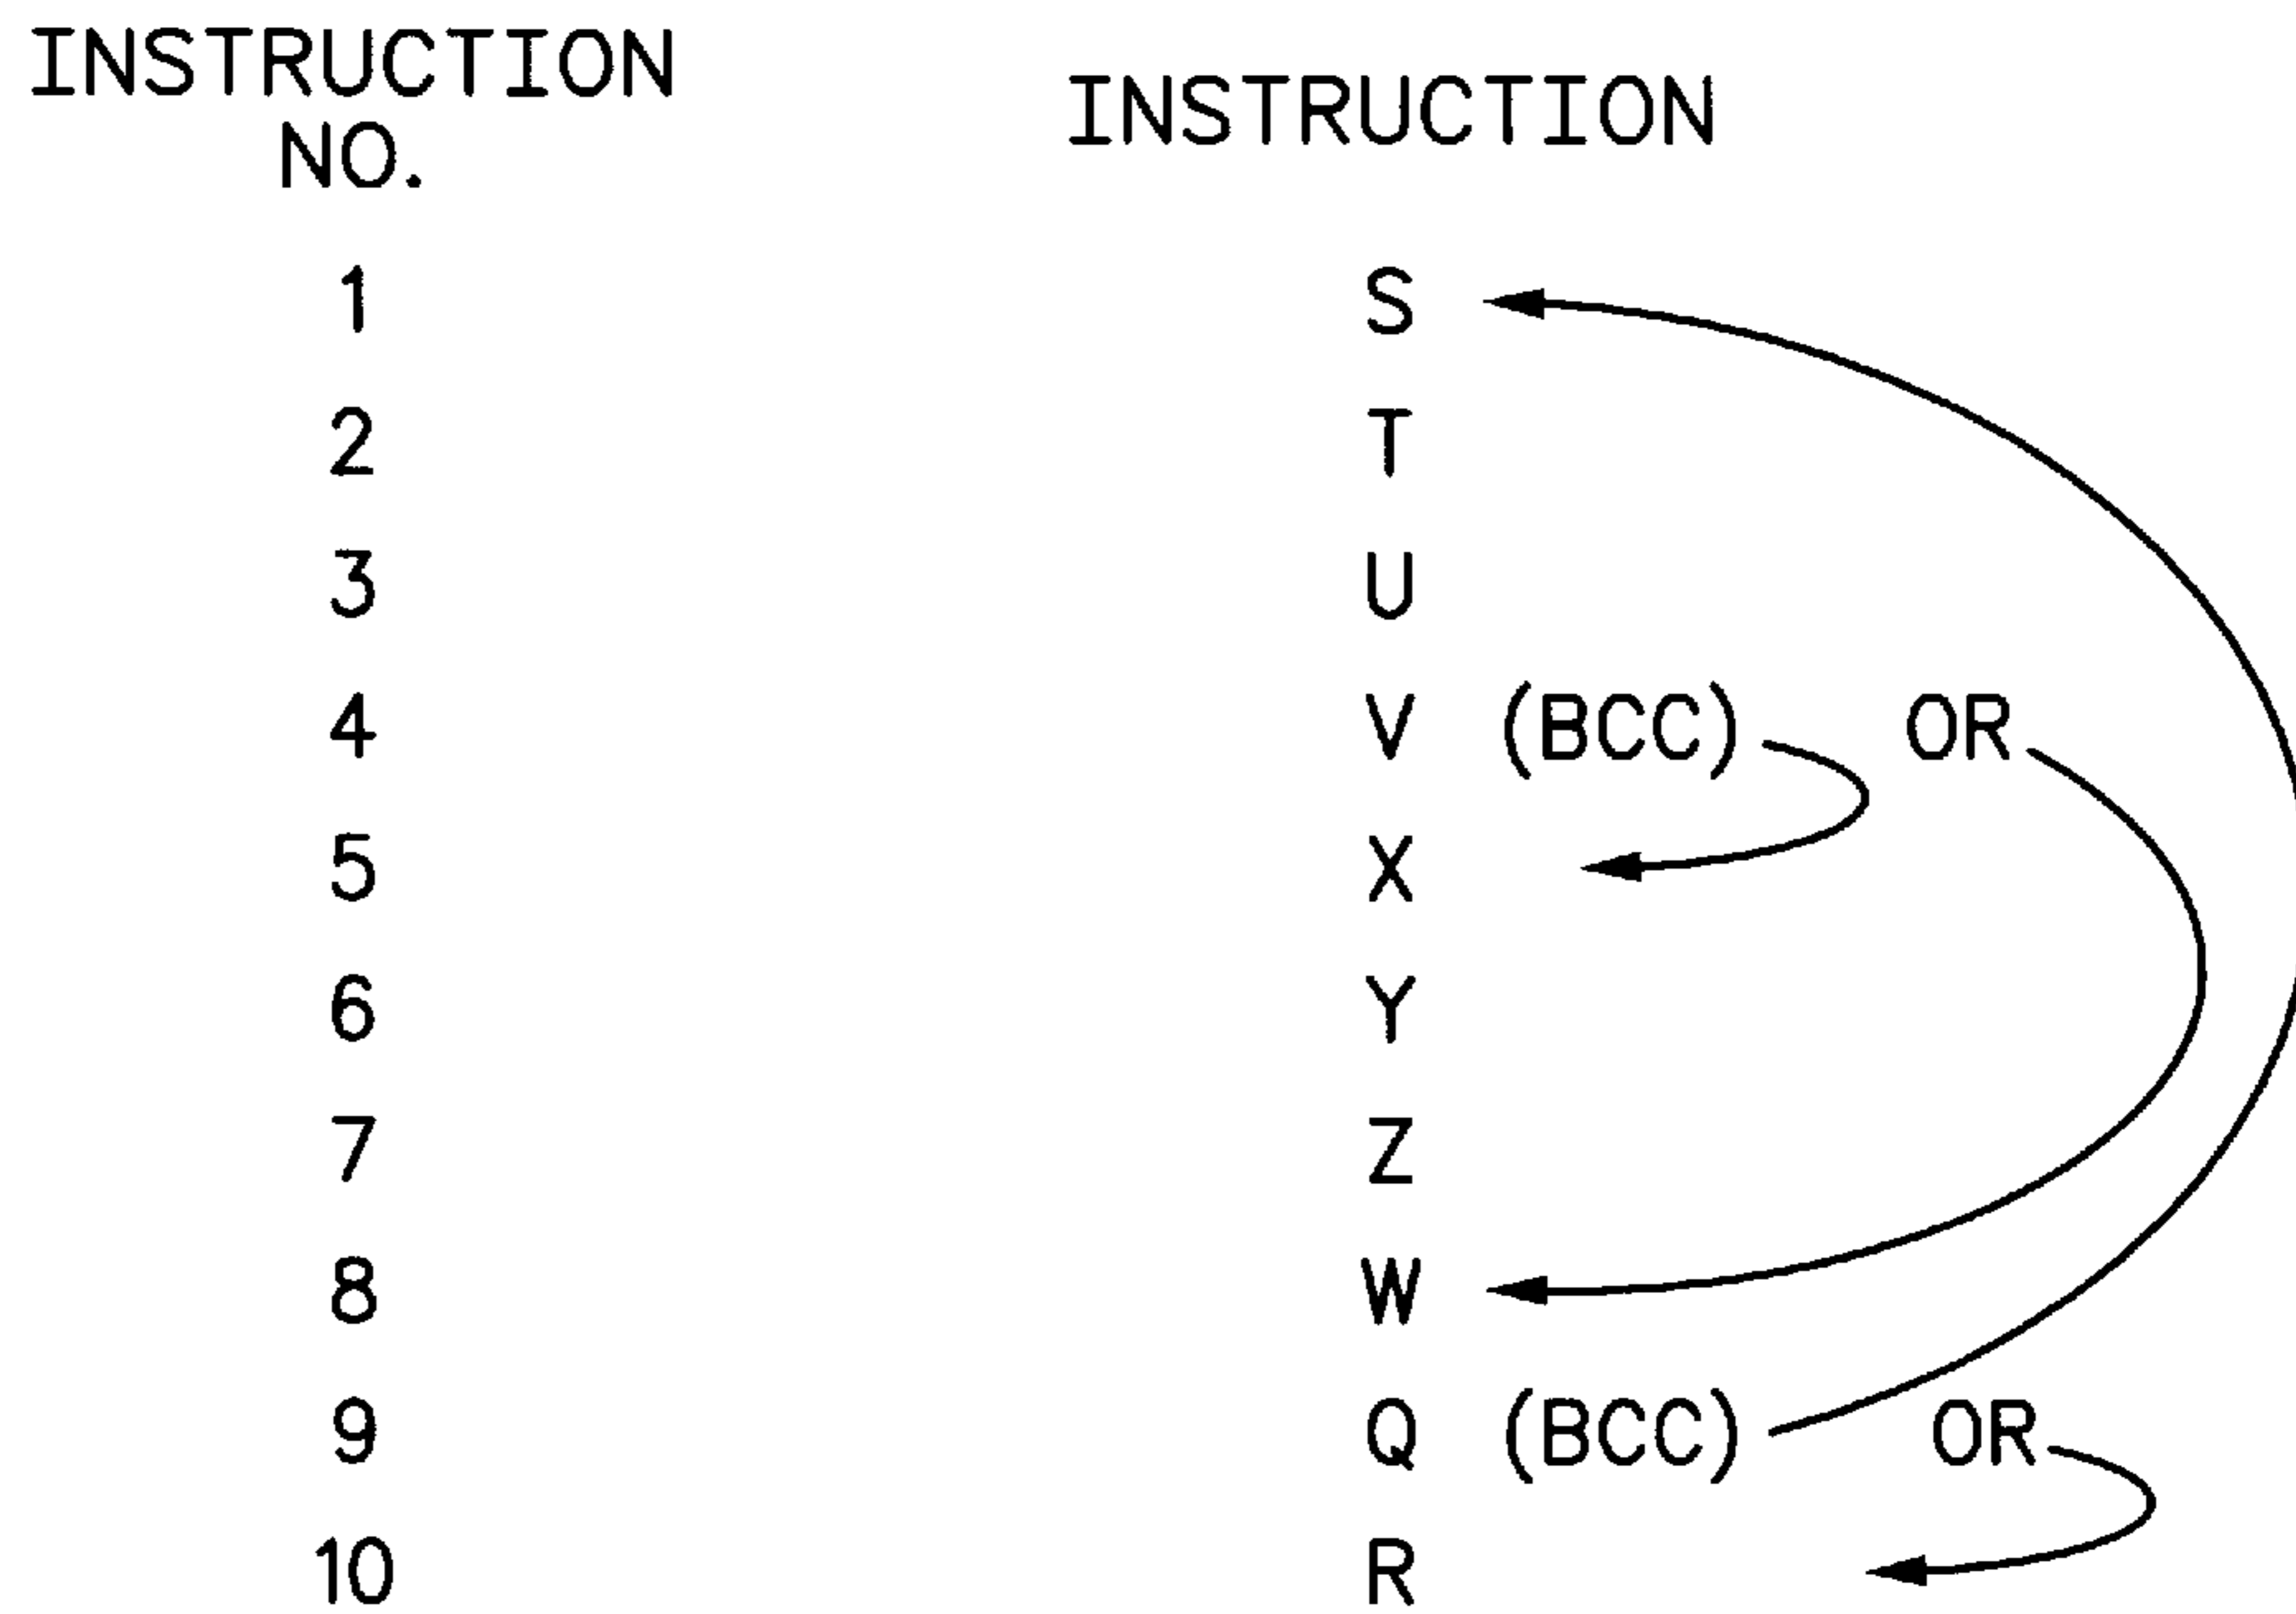 INSTRUCTION NO.    INSTRUCTION
1    S
2    T
3    U
4    V (BCC) OR
5    X
6    Y
7    Z
8    W
9    Q (BCC) OR
10    R